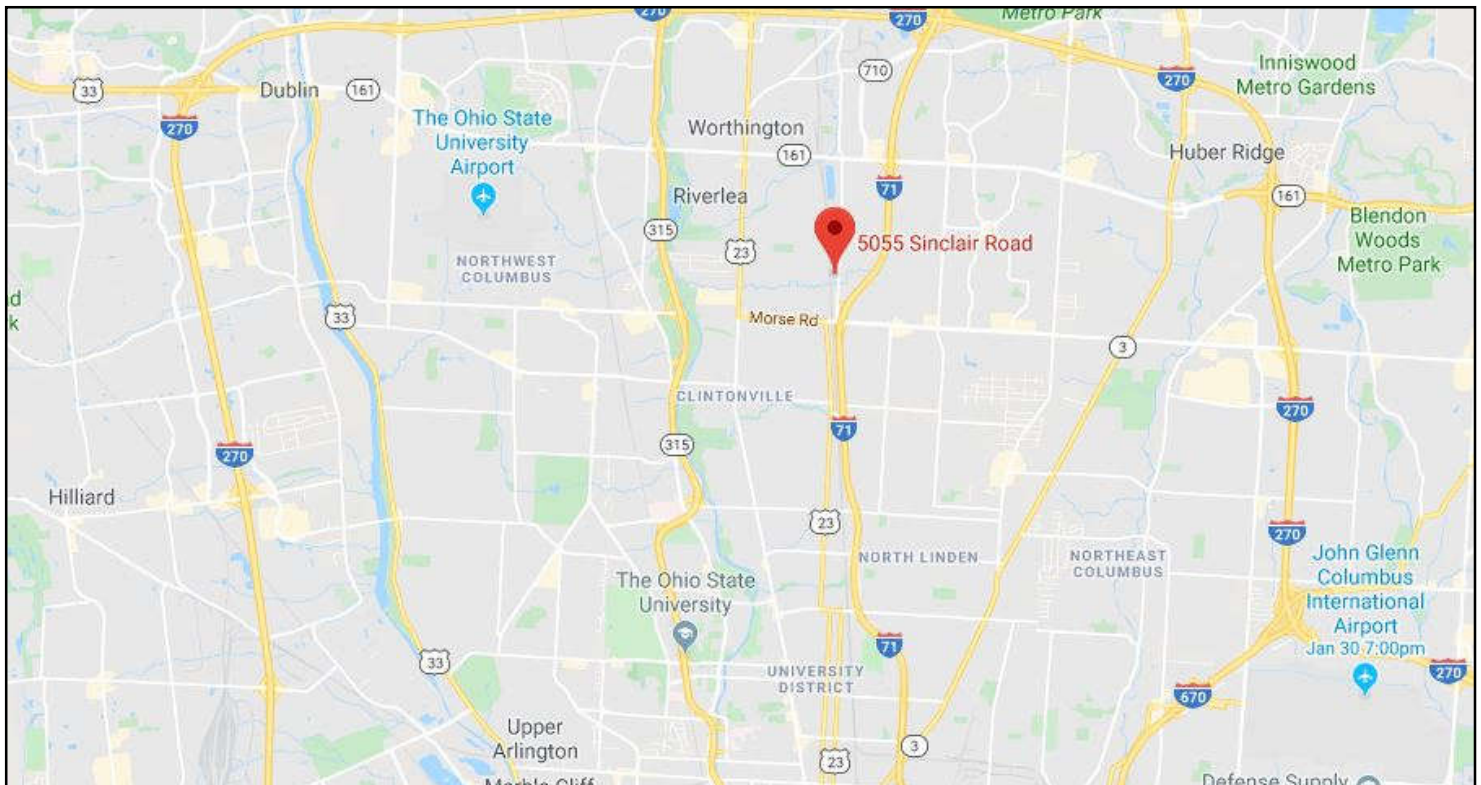 270
270
Metro Park
33
Dublin
161
270
The Ohio State
University
Airport
Worthington
161
710
270
Inniswood
Metro Gardens
Huber Ridge
71
161
Riverlea
315
23
5055 Sinclair Road
Blendon
Woods
Metro Park
NORTHWEST
COLUMBUS
d
k
33
Morse Rd
3
CLINTONVILLE
71
270
315
270
Hilliard
23
NORTH LINDEN
NORTHEAST
COLUMBUS
270
John Glenn
Columbus
International
Airport
Jan 30 7:00pm
The Ohio State
University
33
71
UNIVERSITY
DISTRICT
670
270
Upper
Arlington
3
23
Marble Cliff
Defense Supply